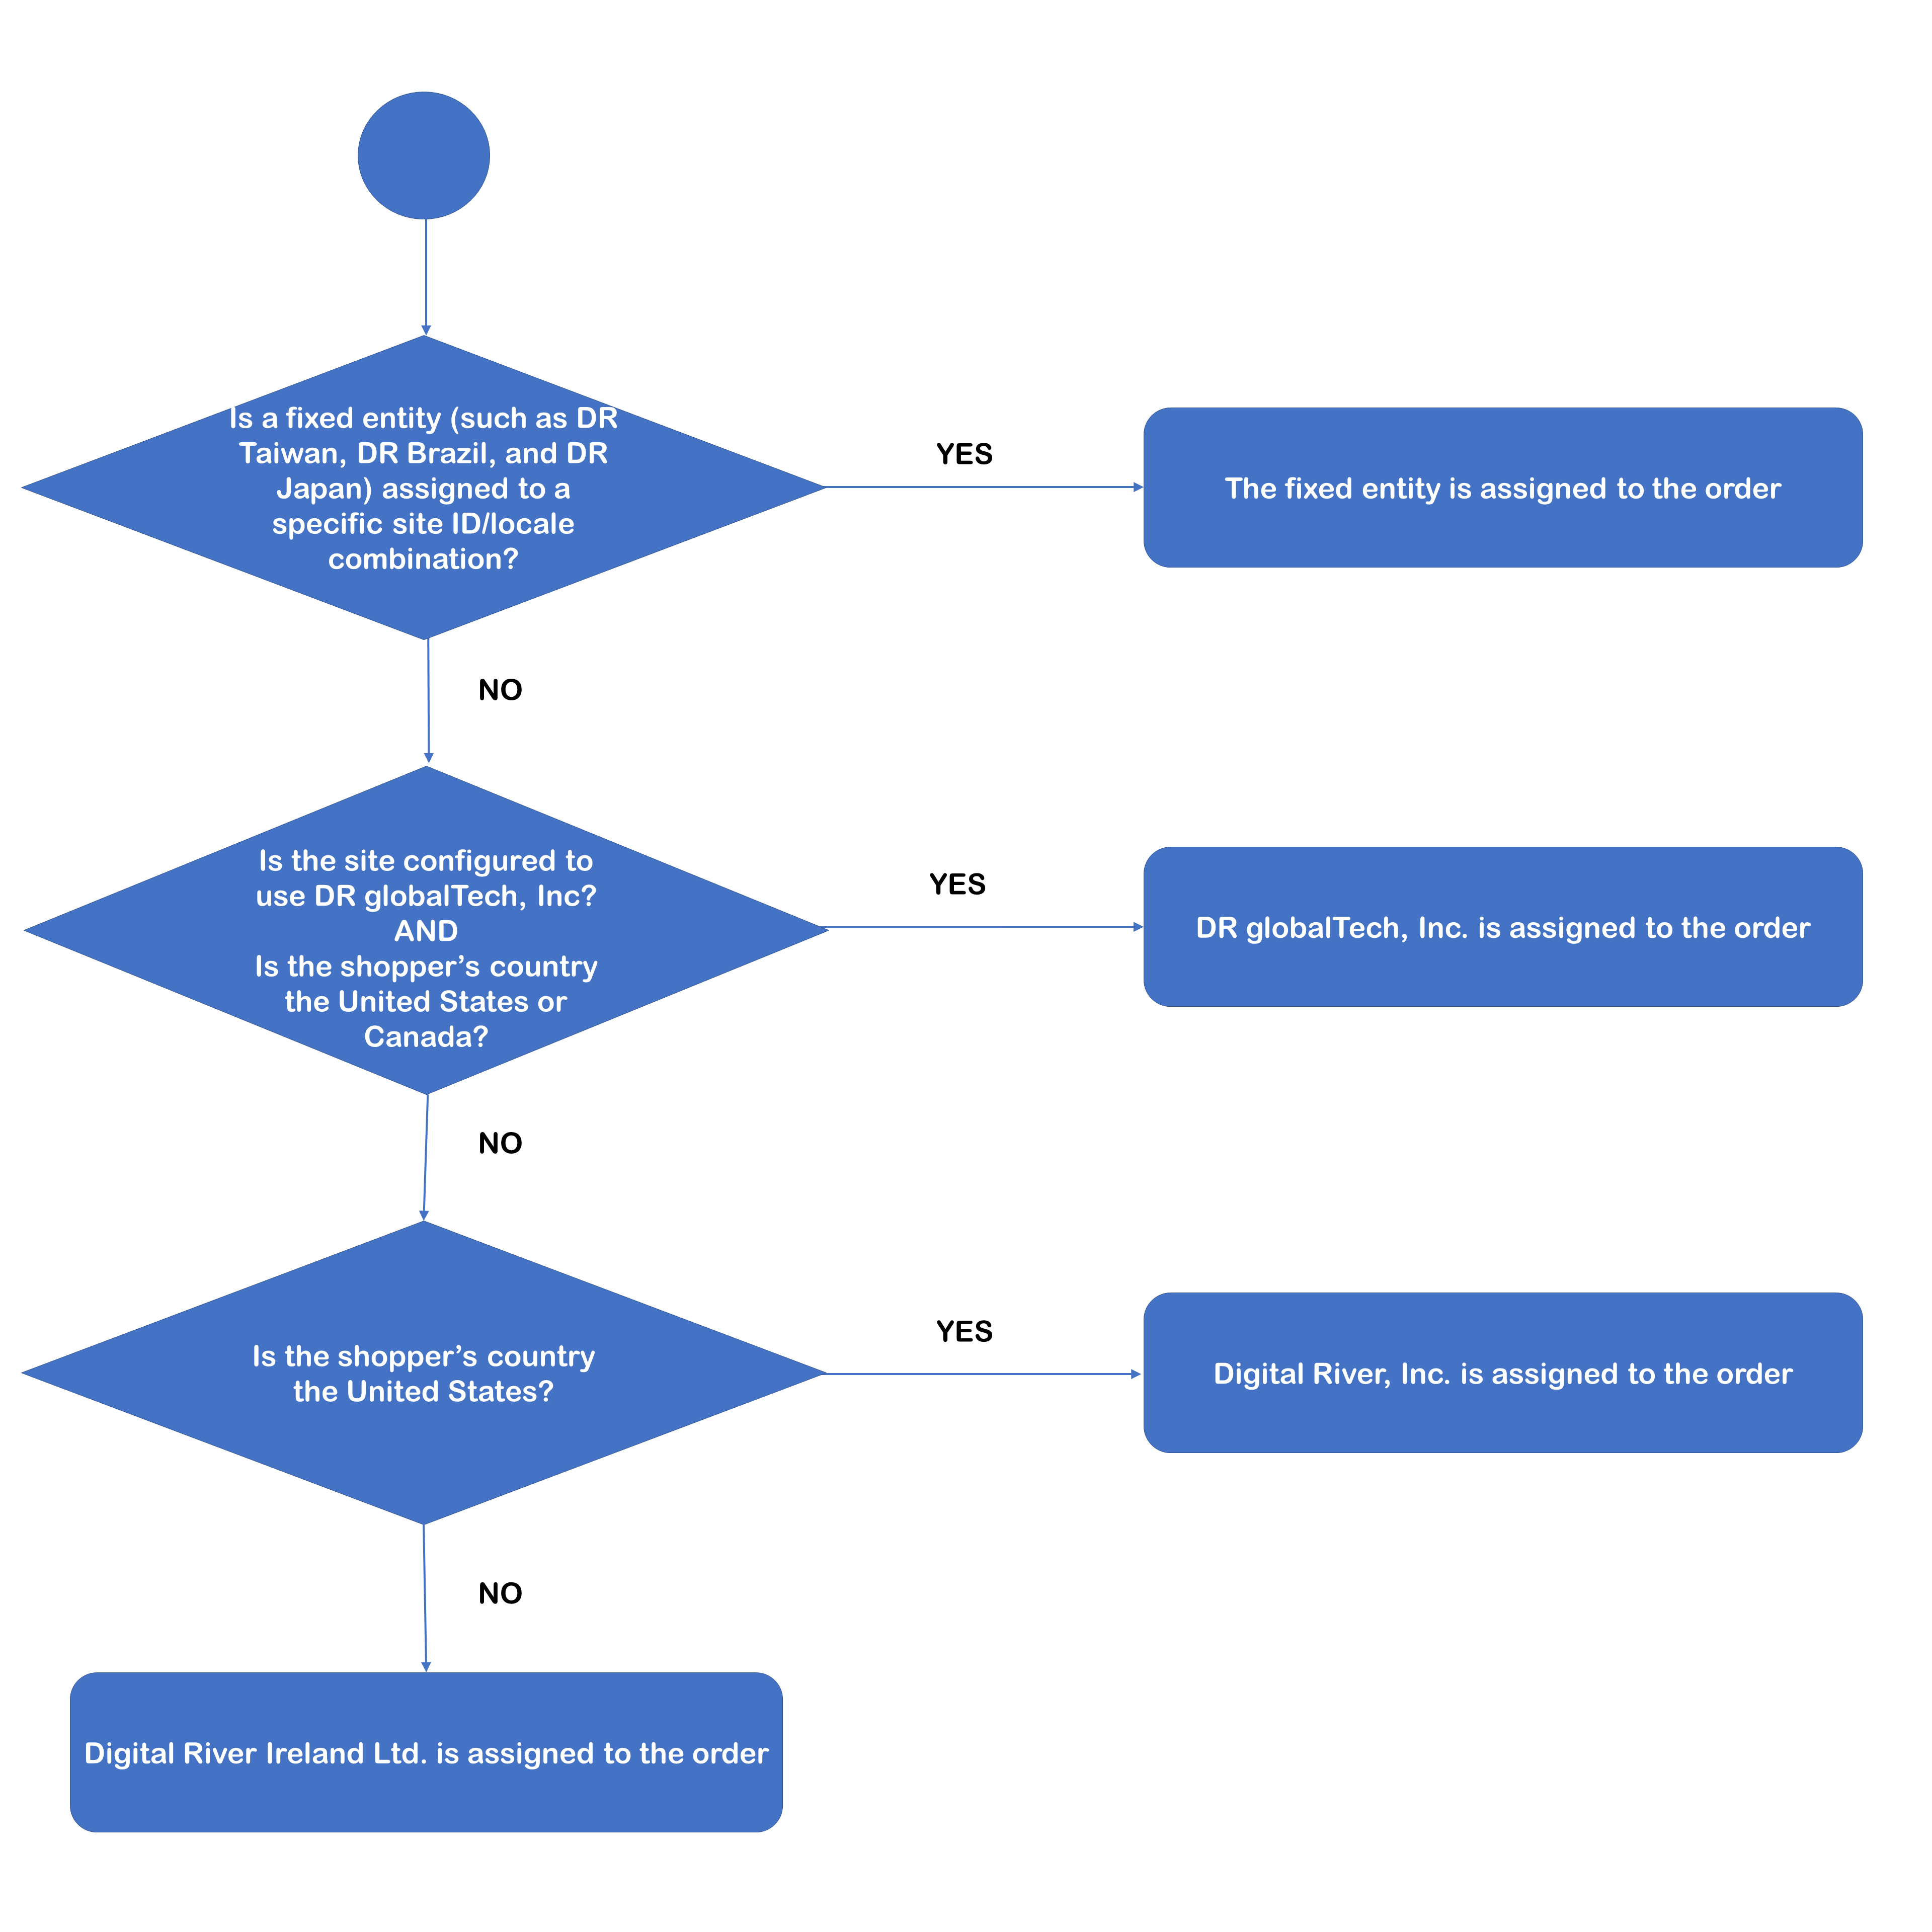 Is a fixed entity (such as DR
Taiwan, DR Brazil, and DR
Japan) assigned to a
specific site ID/locale
combination?
YES
The fixed entity is assigned to the order
NO
Is the site configured to
use DR globalTech, Inc?
AND
Is the shopper's country
the United States or
Canada?
YES
DR globalTech, Inc. is assigned to the order
NO
Is the shopper's country
the United States?
YES
Digital River, Inc. is assigned to the order
NO
Digital River Ireland Ltd. is assigned to the order